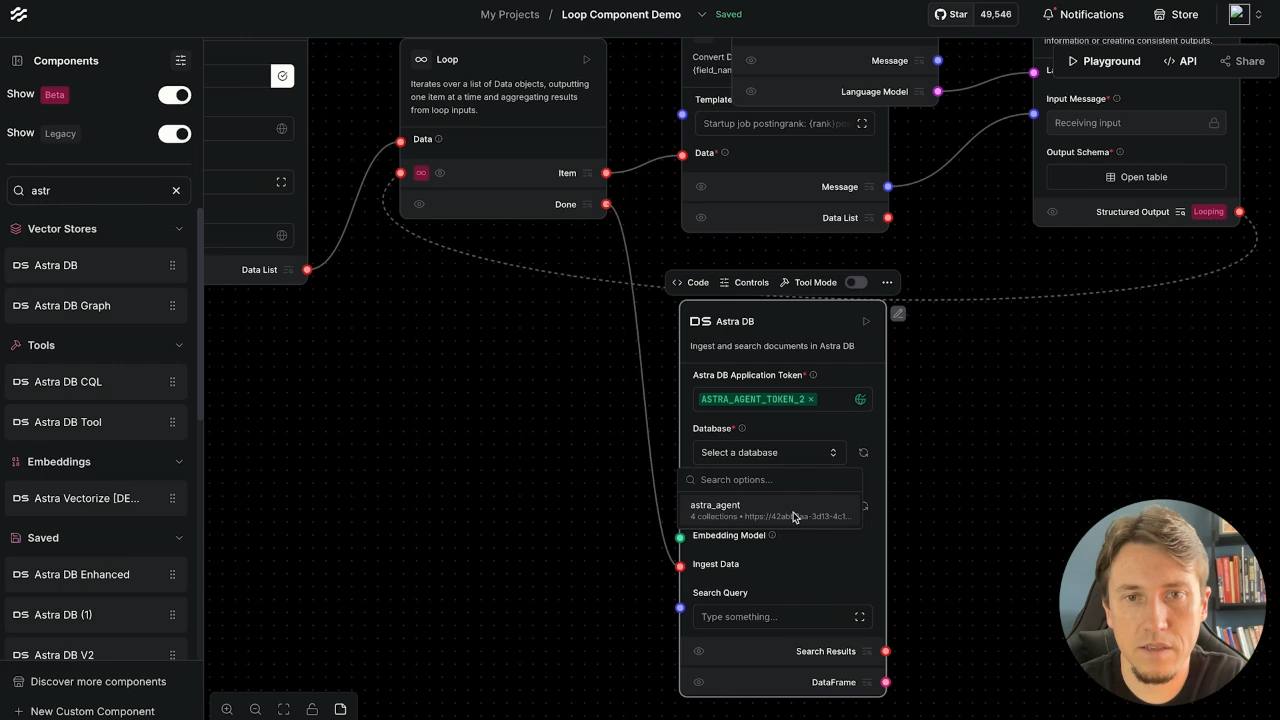 My Projects / Loop Component Demo Saved
Star 49,546
Notifications
Store
Components
Show Beta
Show Legacy
astr
Vector Stores
Astra DB
Astra DB Graph
Tools
Astra DB CQL
Astra DB Tool
Embeddings
Astra Vectorize [DE...
Saved
Astra DB Enhanced
Astra DB (1)
Astra DB V2
Discover more components
New Custom Component
Data List
Loop
Iterates over a list of Data objects, outputting
one item at a time and aggregating results
from loop inputs.
Data
Item
Done
Convert D
{field_nam
Template
Startup job postingrank: {rank}
Data*
Message
Data List
Message
Language Model
information or creating consistent outputs.
Playground
API
Share
Input Message*
Receiving input
Output Schema*
Open table
Structured Output Looping
Code Controls Tool Mode
DS Astra DB
Ingest and search documents in Astra DB
Astra DB Application Token*
ASTRA_AGENT_TOKEN_2
Database*
Select a database
Search options...
astra_agent
4 collections •
Embedding Model
Ingest Data
Search Query
Type something...
Search Results
DataFrame